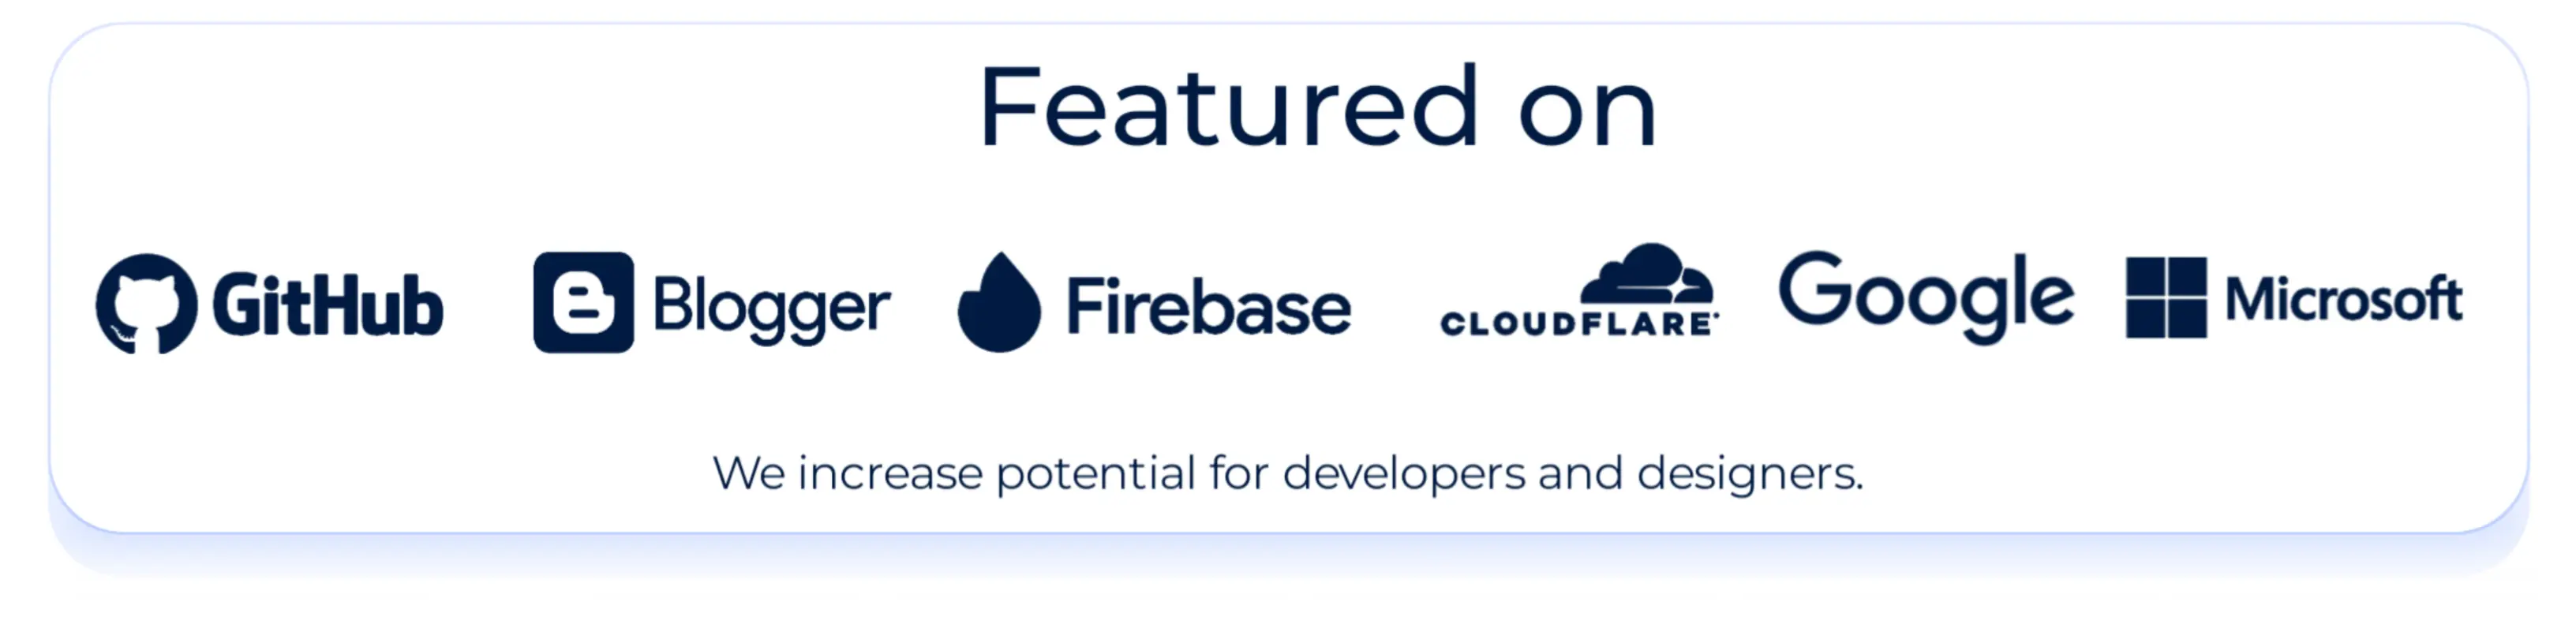 Featured on
GitHub Blogger Firebase CLOUDFLARE Google Microsoft
We increase potential for developers and designers.